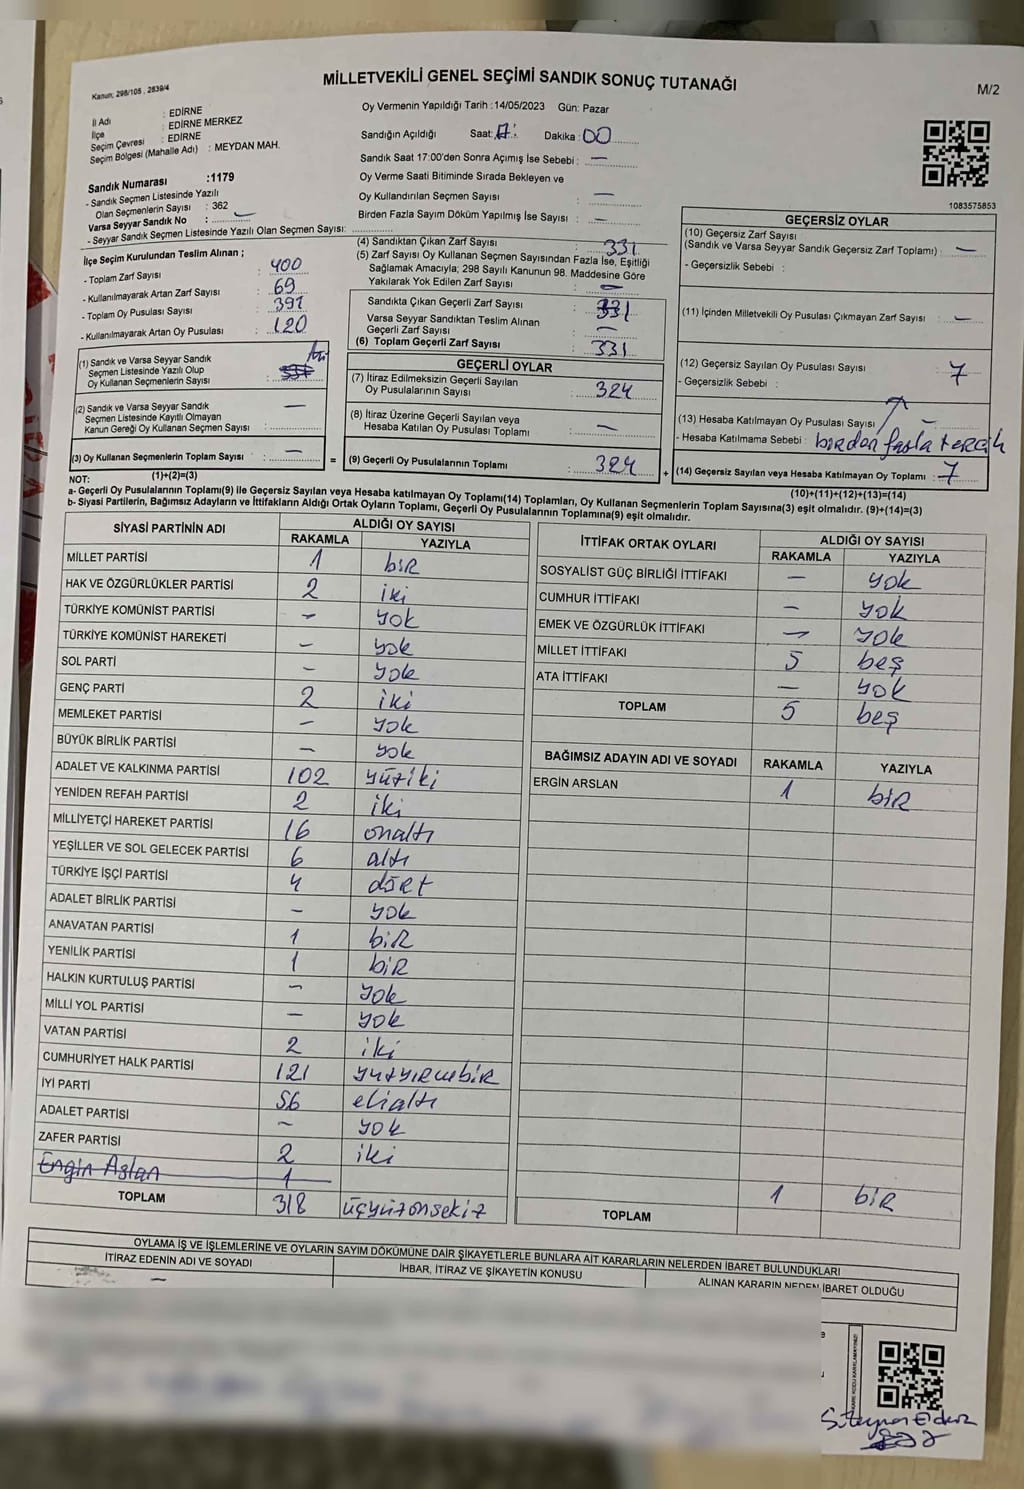 Kanun: 298/105 , 2839/4
MİLLETVEKİLİ GENEL SEÇİMİ SANDIK SONUÇ TUTANAĞI
M/2
İl Adı : EDİRNE
İlçe : EDİRNE MERKEZ
Seçim Çevresi : EDİRNE
Seçim Bölgesi (Mahalle Adı) : MEYDAN MAH.
Sandık Numarası :1179
- Sandık Seçmen Listesinde Yazılı
Olan Seçmenlerin Sayısı : 362
Varsa Seyyar Sandık No :
- Seyyar Sandık Seçmen Listesinde Yazılı Olan Seçmen Sayısı:
Oy Vermenin Yapıldığı Tarih :14/05/2023 Gün: Pazar
Sandığın Açıldığı Saat: Dakika : 00
Sandık Saat 17:00'den Sonra Açımış İse Sebebi : —
Oy Verme Saati Bitiminde Sırada Bekleyen ve
Oy Kullandırılan Seçmen Sayısı : —
Birden Fazla Sayım Döküm Yapılmış İse Sayısı : —
1083575853
İlçe Seçim Kurulundan Teslim Alınan ;
- Toplam Zarf Sayısı : 400
- Kullanılmayarak Artan Zarf Sayısı : 69
- Toplam Oy Pusulası Sayısı : 391
- Kullanılmayarak Artan Oy Pusulası : 120
(1) Sandık ve Varsa Seyyar Sandık
Seçmen Listesinde Yazılı Olup
Oy Kullanan Seçmenlerin Sayısı :
(2) Sandık ve Varsa Seyyar Sandık —
Seçmen Listesinde Kayıtlı Olmayan
Kanun Gereği Oy Kullanan Seçmen Sayısı :
(3) Oy Kullanan Seçmenlerin Toplam Sayısı : —
(1)+(2)=(3)
(4) Sandıktan Çıkan Zarf Sayısı : 331
(5) Zarf Sayısı Oy Kullanan Seçmen Sayısından Fazla İse, Eşitliği
Sağlamak Amacıyla; 298 Sayılı Kanunun 98. Maddesine Göre
Yakılarak Yok Edilen Zarf Sayısı : —
Sandıkta Çıkan Geçerli Zarf Sayısı : 331
Varsa Seyyar Sandıktan Teslim Alınan
Geçerli Zarf Sayısı : —
(6) Toplam Geçerli Zarf Sayısı : 331
GEÇERLİ OYLAR
(7) İtiraz Edilmeksizin Geçerli Sayılan
Oy Pusulalarının Sayısı : 324
(8) İtiraz Üzerine Geçerli Sayılan veya
Hesaba Katılan Oy Pusulası Toplamı : —
= (9) Geçerli Oy Pusulalarının Toplamı : 324 +
GEÇERSİZ OYLAR
(10) Geçersiz Zarf Sayısı
(Sandık ve Varsa Seyyar Sandık Geçersiz Zarf Toplamı) : —
- Geçersizlik Sebebi :
(11) İçinden Milletvekili Oy Pusulası Çıkmayan Zarf Sayısı : —
(12) Geçersiz Sayılan Oy Pusulası Sayısı : 7
- Geçersizlik Sebebi :
(13) Hesaba Katılmayan Oy Pusulası Sayısı : —
- Hesaba Katılmama Sebebi : birden fazla tercih
(14) Geçersiz Sayılan veya Hesaba Katılmayan Oy Toplamı : 7
(10)+(11)+(12)+(13)=(14)
NOT:
a- Geçerli Oy Pusulalarının Toplamı(9) ile Geçersiz Sayılan veya Hesaba katılmayan Oy Toplamı(14) Toplamları, Oy Kullanan Seçmenlerin Toplam Sayısına(3) eşit olmalıdır. (9)+(14)=(3)
b- Siyasi Partilerin, Bağımsız Adayların ve İttifakların Aldığı Ortak Oyların Toplamı, Geçerli Oy Pusulalarının Toplamına(9) eşit olmalıdır.
SİYASİ PARTİNİN ADI ALDIĞI OY SAYISI
RAKAMLA YAZIYLA
MİLLET PARTİSİ 1 bir
HAK VE ÖZGÜRLÜKLER PARTİSİ 2 iki
TÜRKİYE KOMÜNİST PARTİSİ — yok
TÜRKİYE KOMÜNİST HAREKETİ — yok
SOL PARTİ — yok
GENÇ PARTİ 2 iki
MEMLEKET PARTİSİ — yok
BÜYÜK BİRLİK PARTİSİ — yok
ADALET VE KALKINMA PARTİSİ 102 yüziki
YENİDEN REFAH PARTİSİ 2 iki
MİLLİYETÇİ HAREKET PARTİSİ 16 onaltı
YEŞİLLER VE SOL GELECEK PARTİSİ 6 altı
TÜRKİYE İŞÇİ PARTİSİ 4 dört
ADALET BİRLİK PARTİSİ — yok
ANAVATAN PARTİSİ 1 bir
YENİLİK PARTİSİ 1 bir
HALKIN KURTULUŞ PARTİSİ — yok
MİLLİ YOL PARTİSİ — yok
VATAN PARTİSİ 2 iki
CUMHURİYET HALK PARTİSİ 121 yüzyirmibir
İYİ PARTİ 56 elialtı
ADALET PARTİSİ — yok
ZAFER PARTİSİ 2 iki
Engin Aslan 1
TOPLAM 318 üçyüzonsekiz
İTTİFAK ORTAK OYLARI ALDIĞI OY SAYISI
RAKAMLA YAZIYLA
SOSYALİST GÜÇ BİRLİĞİ İTTİFAKI — yok
CUMHUR İTTİFAKI — yok
EMEK VE ÖZGÜRLÜK İTTİFAKI — yok
MİLLET İTTİFAKI 5 beş
ATA İTTİFAKI — yok
TOPLAM 5 beş
BAĞIMSIZ ADAYIN ADI VE SOYADI RAKAMLA YAZIYLA
ERGİN ARSLAN 1 bir
TOPLAM 1 bir
OYLAMA İŞ VE İŞLEMLERİNE VE OYLARIN SAYIM DÖKÜMÜNE DAİR ŞİKAYETLERLE BUNLARA AİT KARARLARIN NELERDEN İBARET BULUNDUKLARI
İTİRAZ EDENİN ADI VE SOYADI İHBAR, İTİRAZ VE ŞİKAYETİN KONUSU ALINAN KARARIN NEDEN İBARET OLDUĞU
—